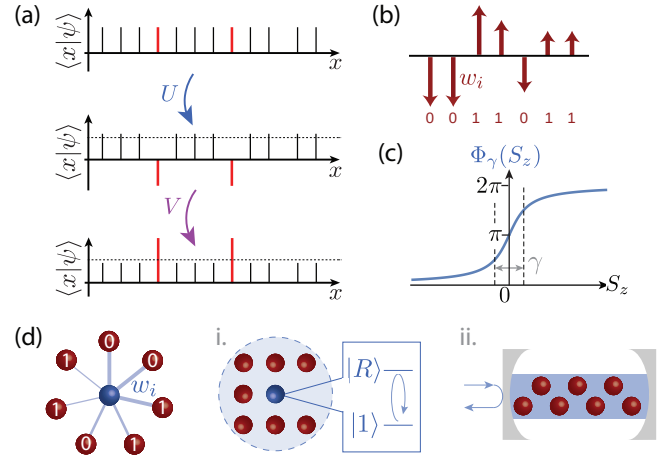 (a)
⟨x|ψ⟩
x
U
⟨x|ψ⟩
x
V
⟨x|ψ⟩
x
(b)
w_i
0 0 1 1 0 1 1
(c)
Φ_γ(S_z)
2π
π
γ
0
S_z
(d)
0
1 0
w_i
1 1
0 1
i.
|R⟩
|1⟩
ii.